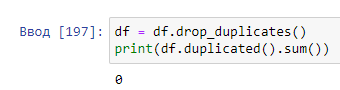 Ввод [197]: df = df.drop_duplicates()
print(df.duplicated().sum())
0